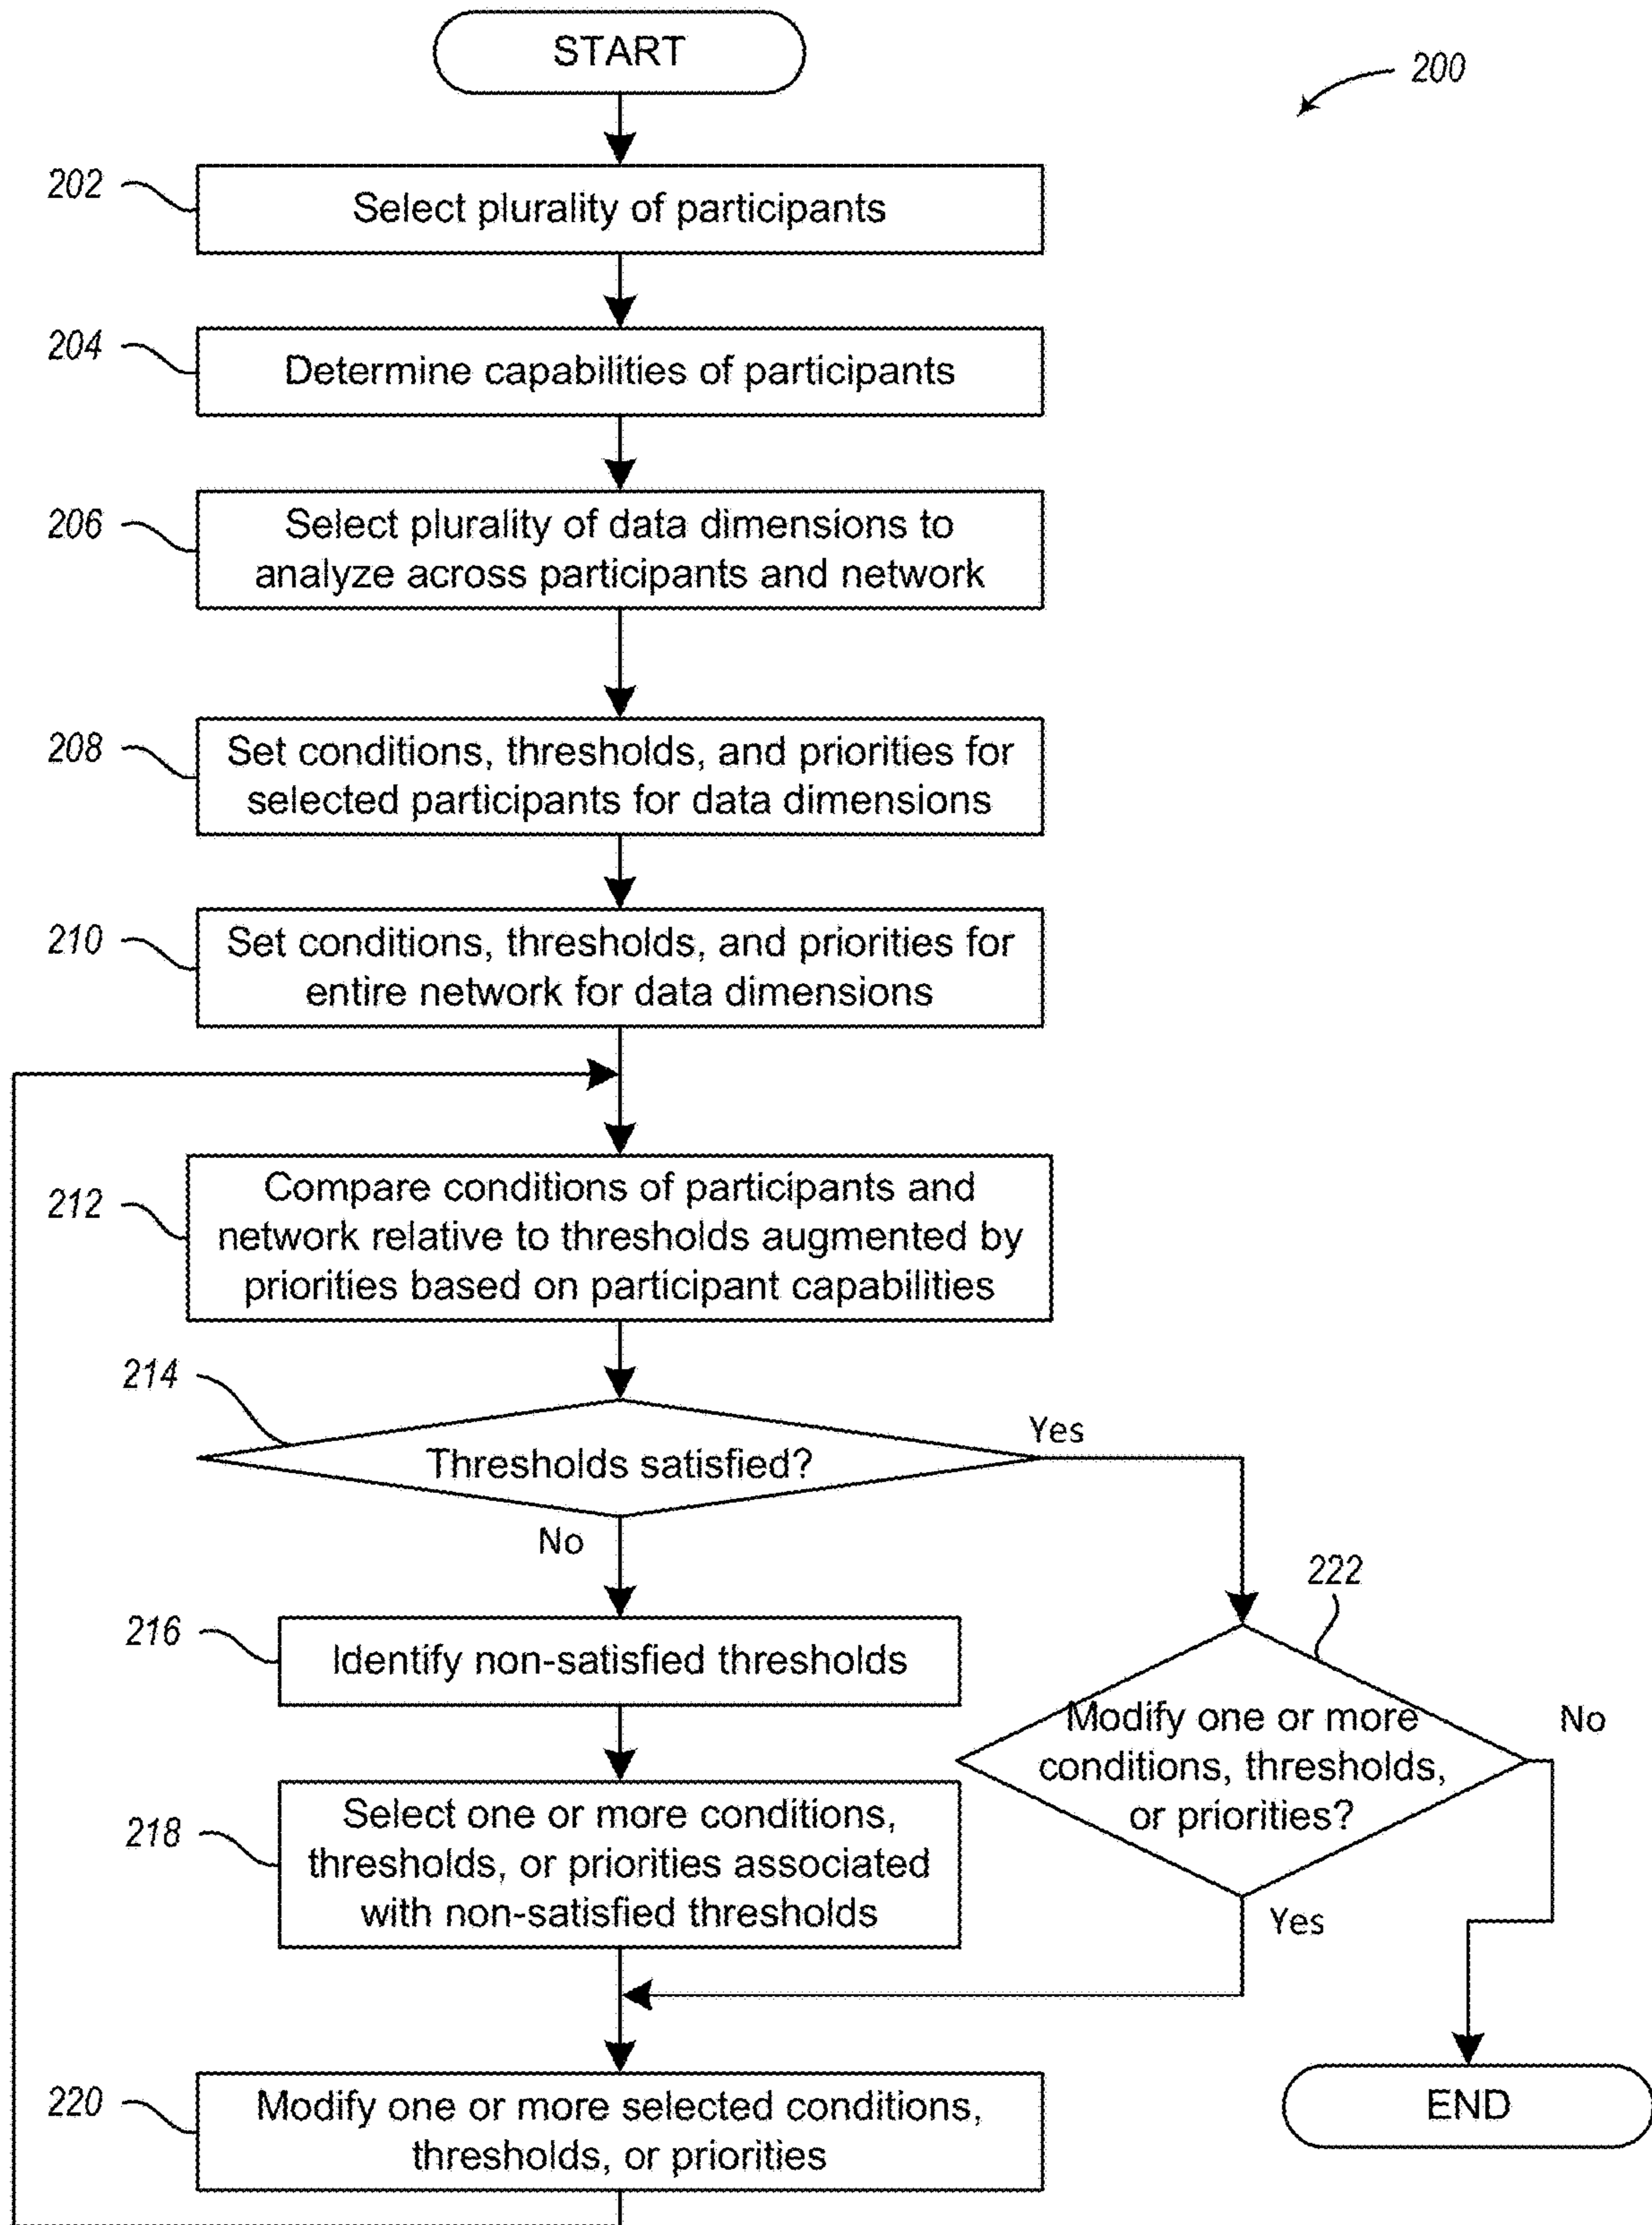 START
200
202
Select plurality of participants
204
Determine capabilities of participants
206
Select plurality of data dimensions to
analyze across participants and network
208
Set conditions, thresholds, and priorities for
selected participants for data dimensions
210
Set conditions, thresholds, and priorities for
entire network for data dimensions
212
Compare conditions of participants and
network relative to thresholds augmented by
priorities based on participant capabilities
214
Thresholds satisfied?
Yes
No
216
Identify non-satisfied thresholds
218
Select one or more conditions,
thresholds, or priorities associated
with non-satisfied thresholds
222
Modify one or more
conditions, thresholds,
or priorities?
No
Yes
220
Modify one or more selected conditions,
thresholds, or priorities
END